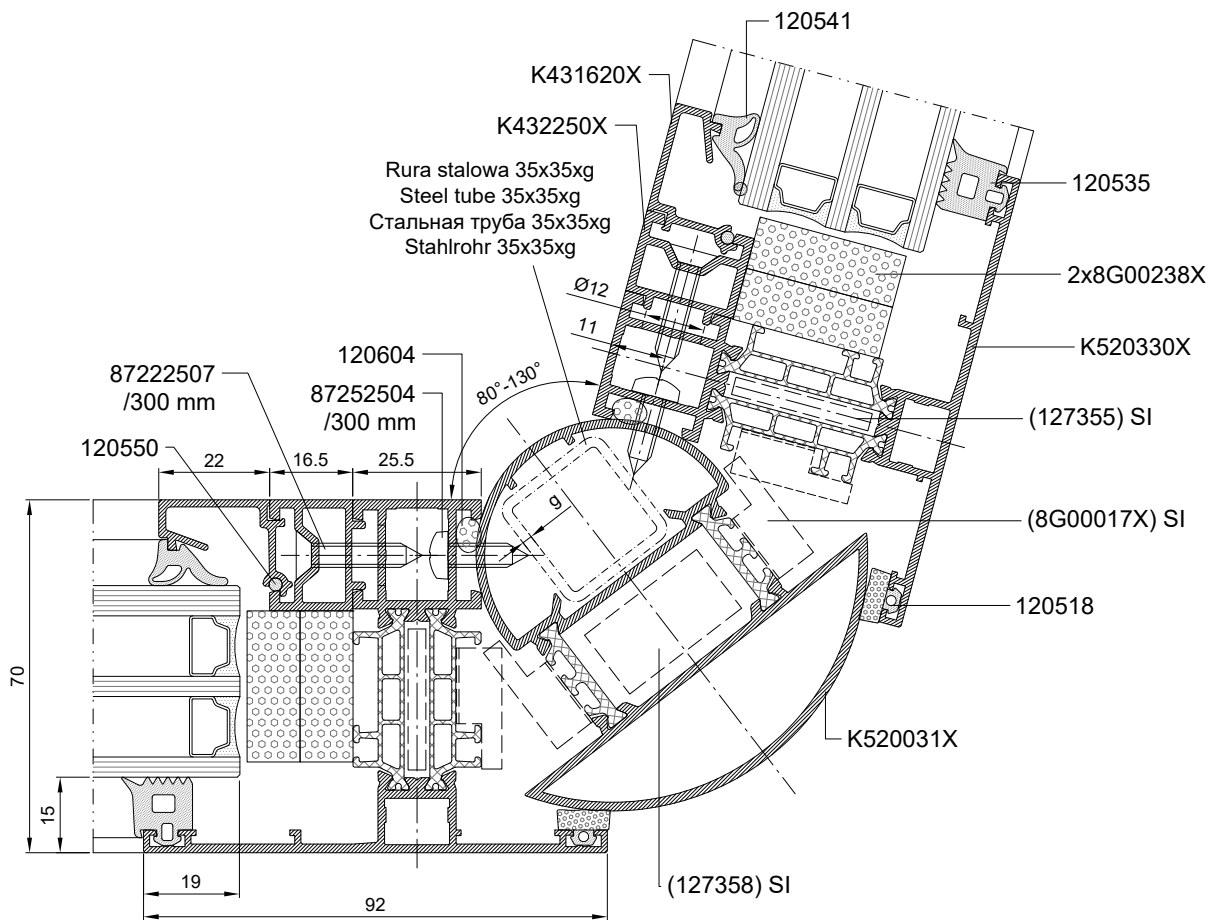 120541
K431620X
K432250X
Rura stalowa 35x35xg
Steel tube 35x35xg
Стальная труба 35x35xg
Stahlrohr 35x35xg
120535
2x8G00238X
Ø12
11
K520330X
120604
80°-130°
87222507
/300 mm
87252504
/300 mm
(127355) SI
120550
22
16.5
25.5
g
(8G00017X) SI
120518
70
K520031X
15
19
92
(127358) SI